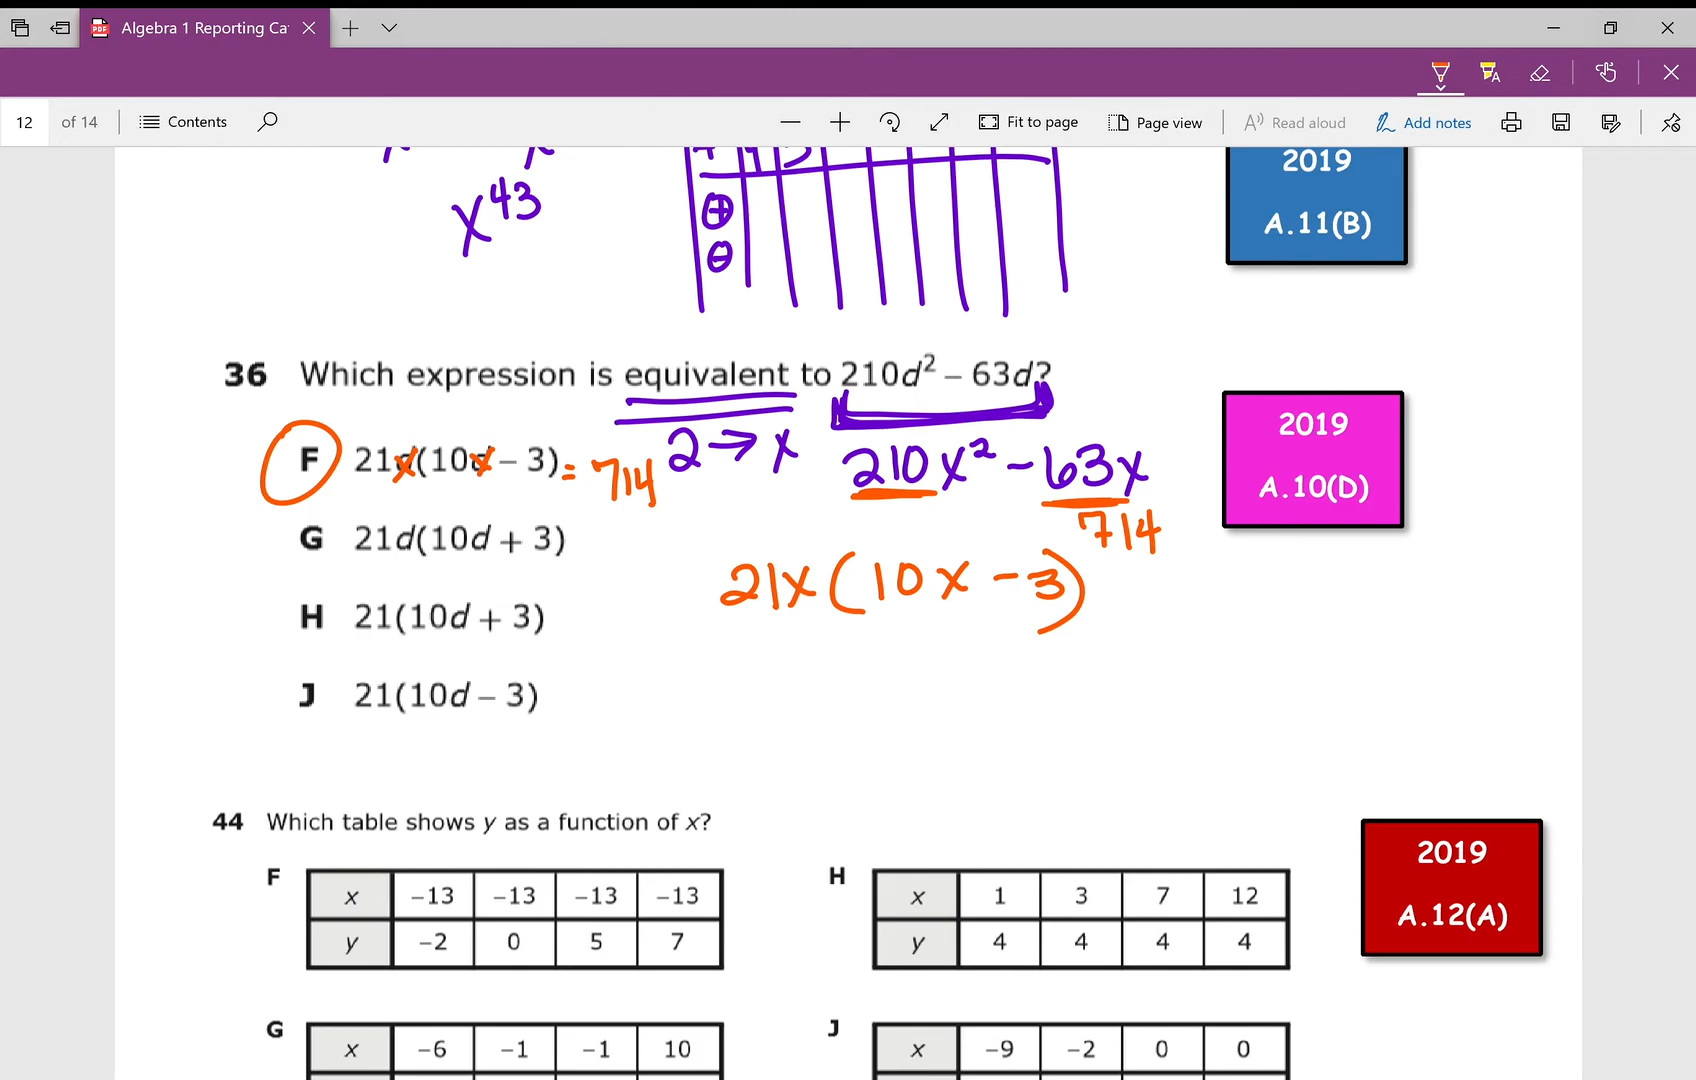 Algebra 1 Reporting Ca
12 of 14 Contents Fit to page Page view Read aloud Add notes
x⁴³
2019
A.11(B)
36 Which expression is equivalent to 210d² – 63d?
2 → x
210x² - 63x
714
21x(10x - 3)
F 21x(10x – 3) = 714
G 21d(10d + 3)
H 21(10d + 3)
J 21(10d – 3)
2019
A.10(D)
44 Which table shows y as a function of x?
F
x –13 –13 –13 –13
y –2 0 5 7
H
x 1 3 7 12
y 4 4 4 4
2019
A.12(A)
G
x –6 –1 –1 10
J
x –9 –2 0 0